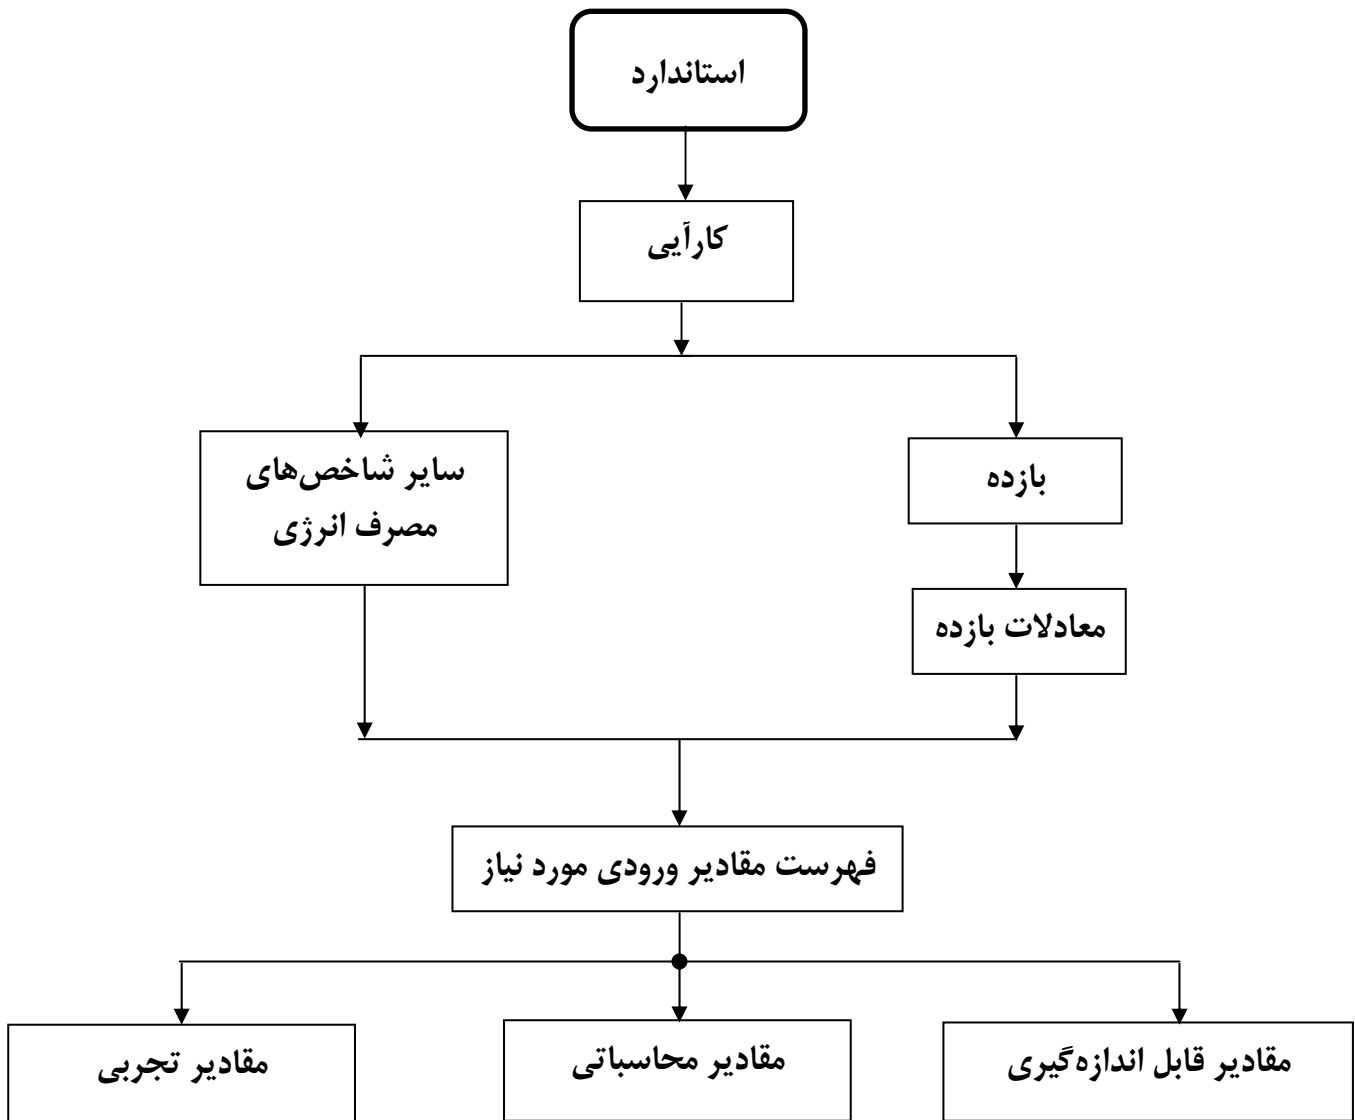 استاندارد
کارآیی
بازده
سایر شاخص‌های
مصرف انرژی
معادلات بازده
فهرست مقادیر ورودی مورد نیاز
مقادیر قابل اندازه‌گیری
مقادیر محاسباتی
مقادیر تجربی